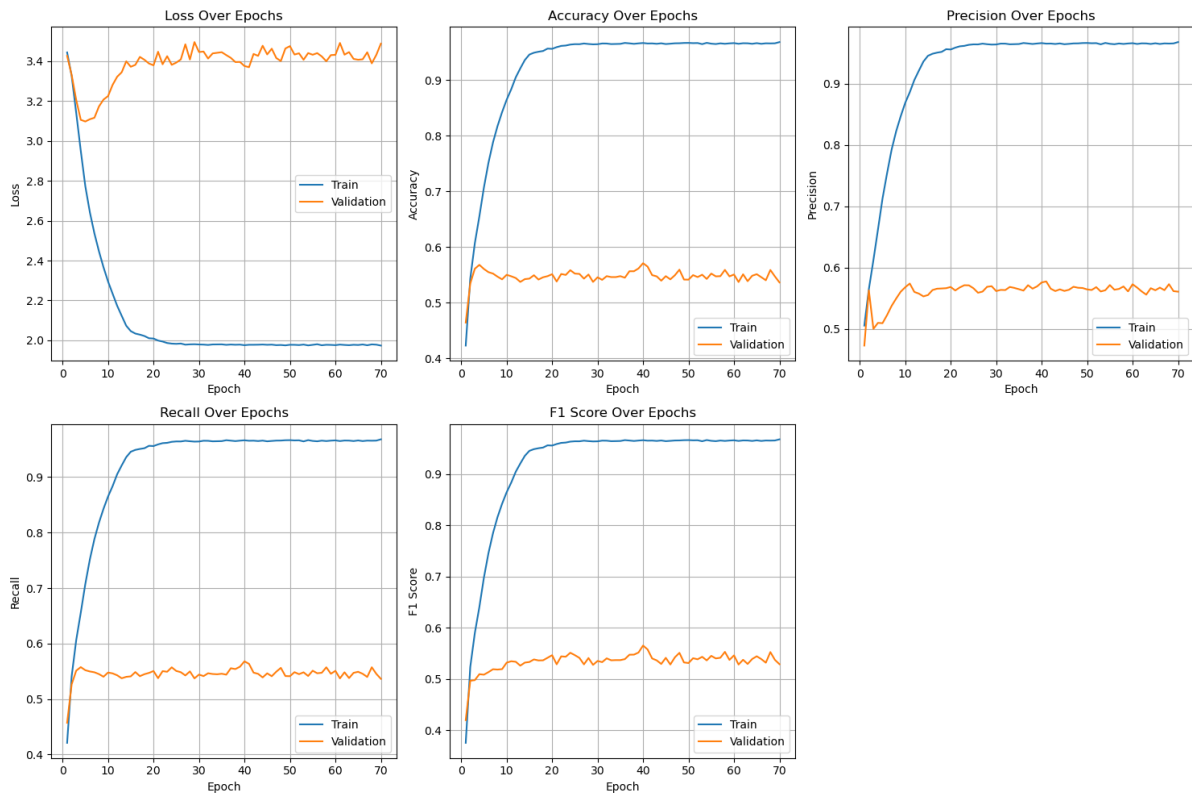 Loss Over Epochs
3.4
3.2
3.0
2.8
2.6
2.4
2.2
2.0
Loss
0 10 20 30 40 50 60 70
Epoch
Train
Validation
Accuracy Over Epochs
0.9
0.8
0.7
0.6
0.5
0.4
Accuracy
0 10 20 30 40 50 60 70
Epoch
Train
Validation
Precision Over Epochs
0.9
0.8
0.7
0.6
0.5
Precision
0 10 20 30 40 50 60 70
Epoch
Train
Validation
Recall Over Epochs
0.9
0.8
0.7
0.6
0.5
0.4
Recall
0 10 20 30 40 50 60 70
Epoch
Train
Validation
F1 Score Over Epochs
0.9
0.8
0.7
0.6
0.5
0.4
F1 Score
0 10 20 30 40 50 60 70
Epoch
Train
Validation